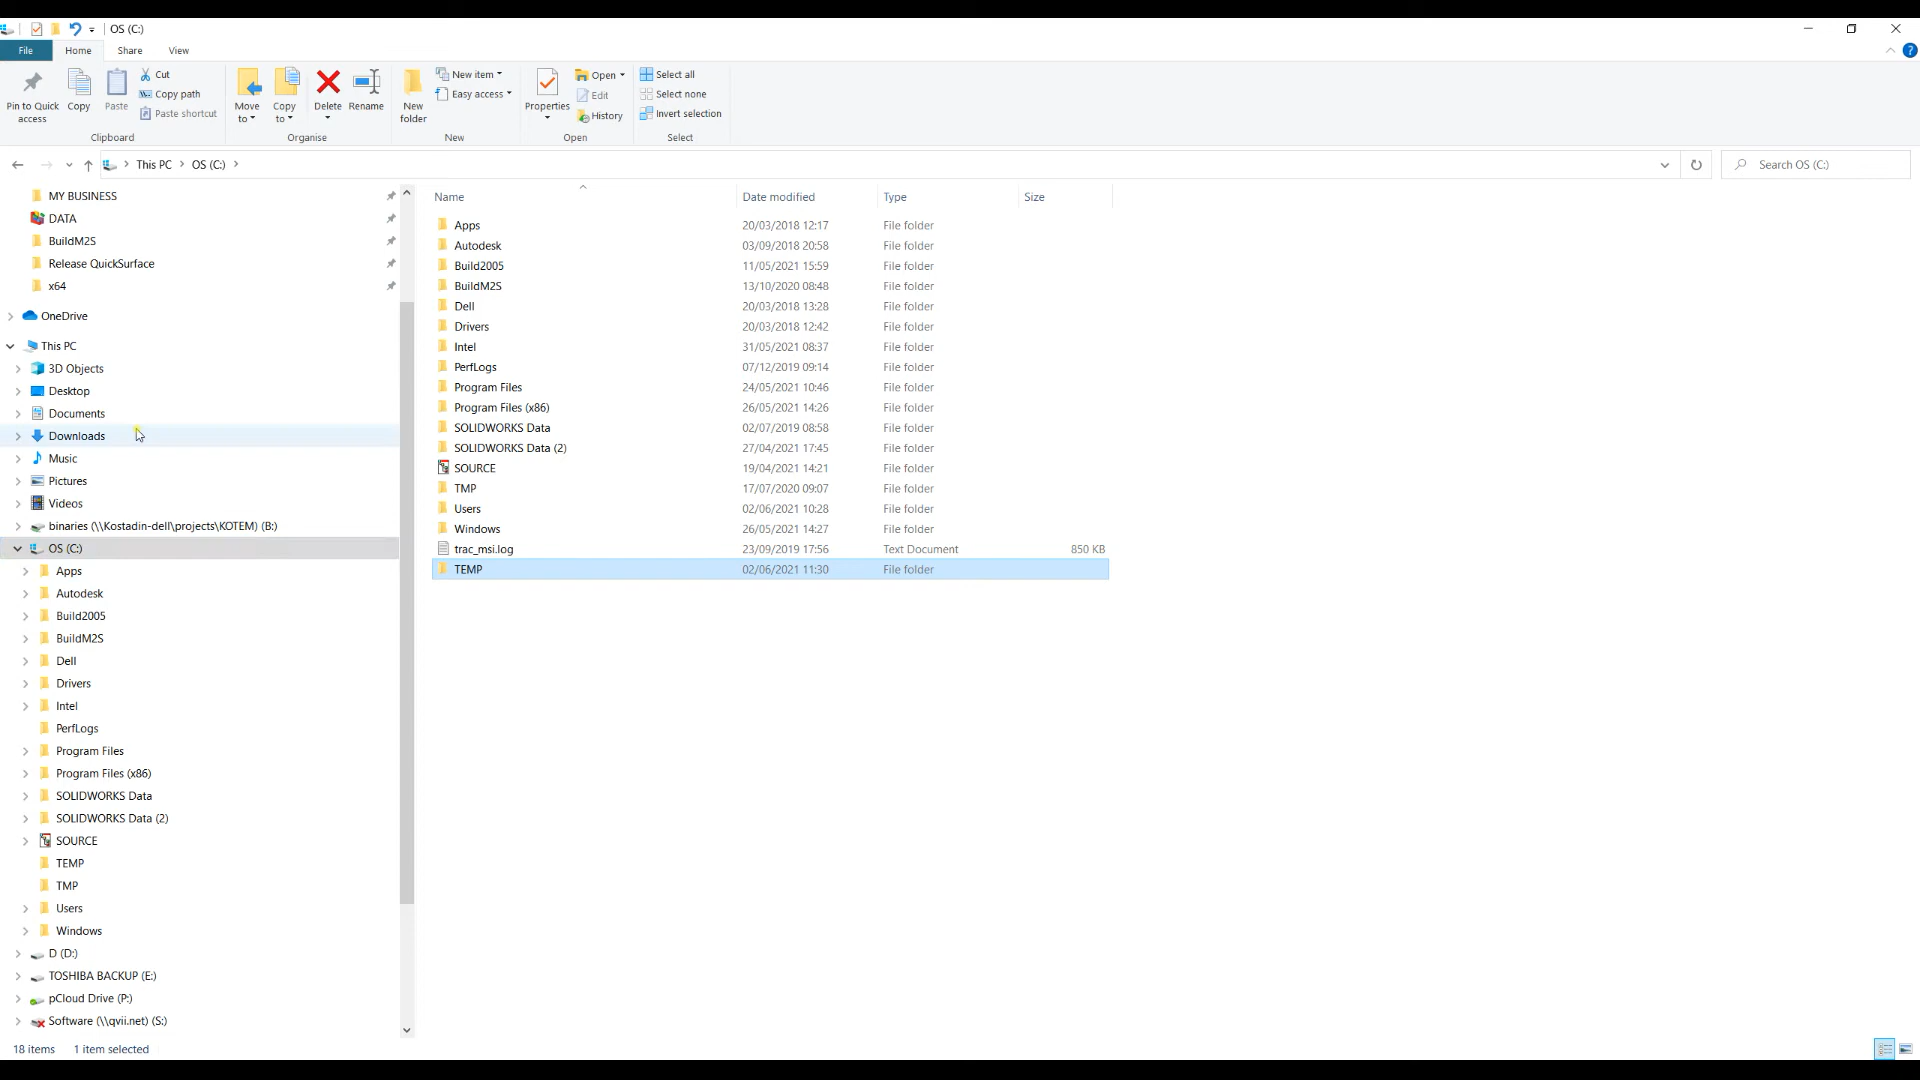 OS (C:)
File Home Share View
Pin to Quick access
Copy
Paste
Cut
Copy path
Paste shortcut
Clipboard
Move to
Copy to
Delete
Rename
Organise
New folder
New item
Easy access
New
Properties
Open
Edit
History
Open
Select all
Select none
Invert selection
Select
This PC OS (C:)
Search OS (C:)
MY BUSINESS
DATA
BuildM2S
Release QuickSurface
x64
OneDrive
This PC
3D Objects
Desktop
Documents
Downloads
Music
Pictures
Videos
binaries (\\Kostadin-dell\projects\KOTEM) (B:)
OS (C:)
Apps
Autodesk
Build2005
BuildM2S
Dell
Drivers
Intel
PerfLogs
Program Files
Program Files (x86)
SOLIDWORKS Data
SOLIDWORKS Data (2)
SOURCE
TEMP
TMP
Users
Windows
D (D:)
TOSHIBA BACKUP (E:)
pCloud Drive (P:)
Software (\\qvii.net) (S:)
Name Date modified Type Size
Apps 20/03/2018 12:17 File folder
Autodesk 03/09/2018 20:58 File folder
Build2005 11/05/2021 15:59 File folder
BuildM2S 13/10/2020 08:48 File folder
Dell 20/03/2018 13:28 File folder
Drivers 20/03/2018 12:42 File folder
Intel 31/05/2021 08:37 File folder
PerfLogs 07/12/2019 09:14 File folder
Program Files 24/05/2021 10:46 File folder
Program Files (x86) 26/05/2021 14:26 File folder
SOLIDWORKS Data 02/07/2019 08:58 File folder
SOLIDWORKS Data (2) 27/04/2021 17:45 File folder
SOURCE 19/04/2021 14:21 File folder
TMP 17/07/2020 09:07 File folder
Users 02/06/2021 10:28 File folder
Windows 26/05/2021 14:27 File folder
trac_msi.log 23/09/2019 17:56 Text Document 850 KB
TEMP 02/06/2021 11:30 File folder
18 items 1 item selected